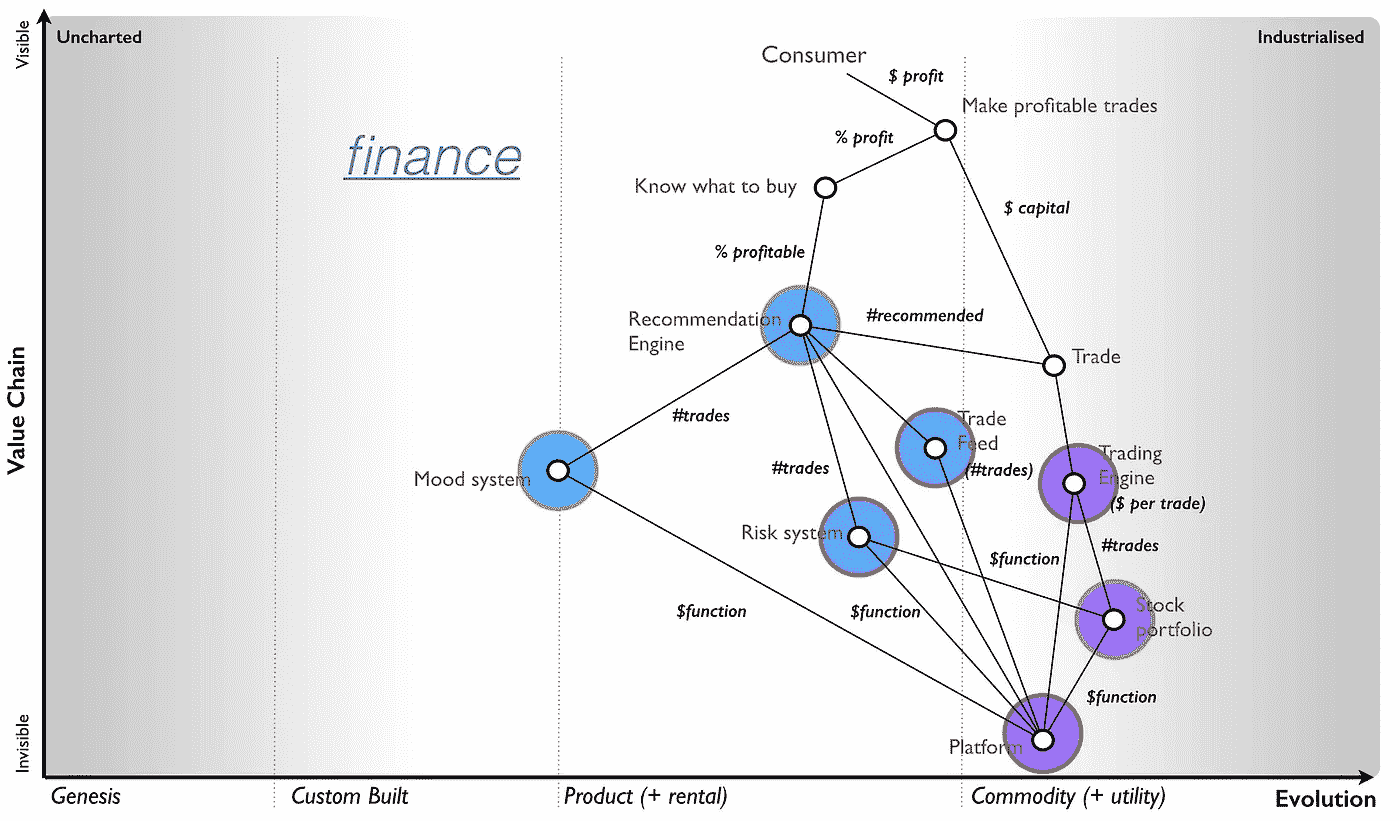 Visible
Uncharted
Industrialised
Consumer
$ profit
Make profitable trades
% profit
finance
Know what to buy
$ capital
% profitable
Recommendation
Engine
#recommended
Trade
Value Chain
#trades
Trade
Feed
(#trades)
Mood system
#trades
Trading
Engine
($ per trade)
Risk system
#trades
$function
Stock
portfolio
$function
$function
$function
Platform
Invisible
Genesis
Custom Built
Product (+ rental)
Commodity (+ utility)
Evolution